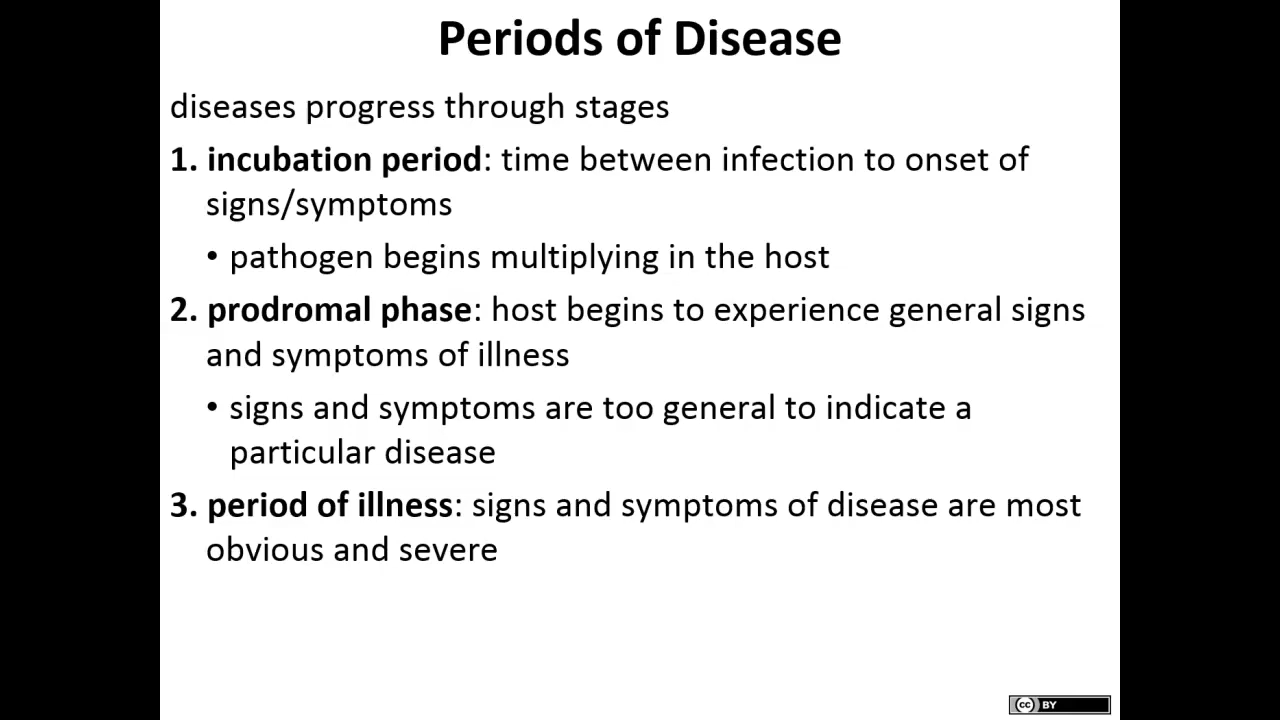 Periods of Disease
diseases progress through stages
1. incubation period: time between infection to onset of
signs/symptoms
• pathogen begins multiplying in the host
2. prodromal phase: host begins to experience general signs
and symptoms of illness
• signs and symptoms are too general to indicate a
particular disease
3. period of illness: signs and symptoms of disease are most
obvious and severe
cc BY